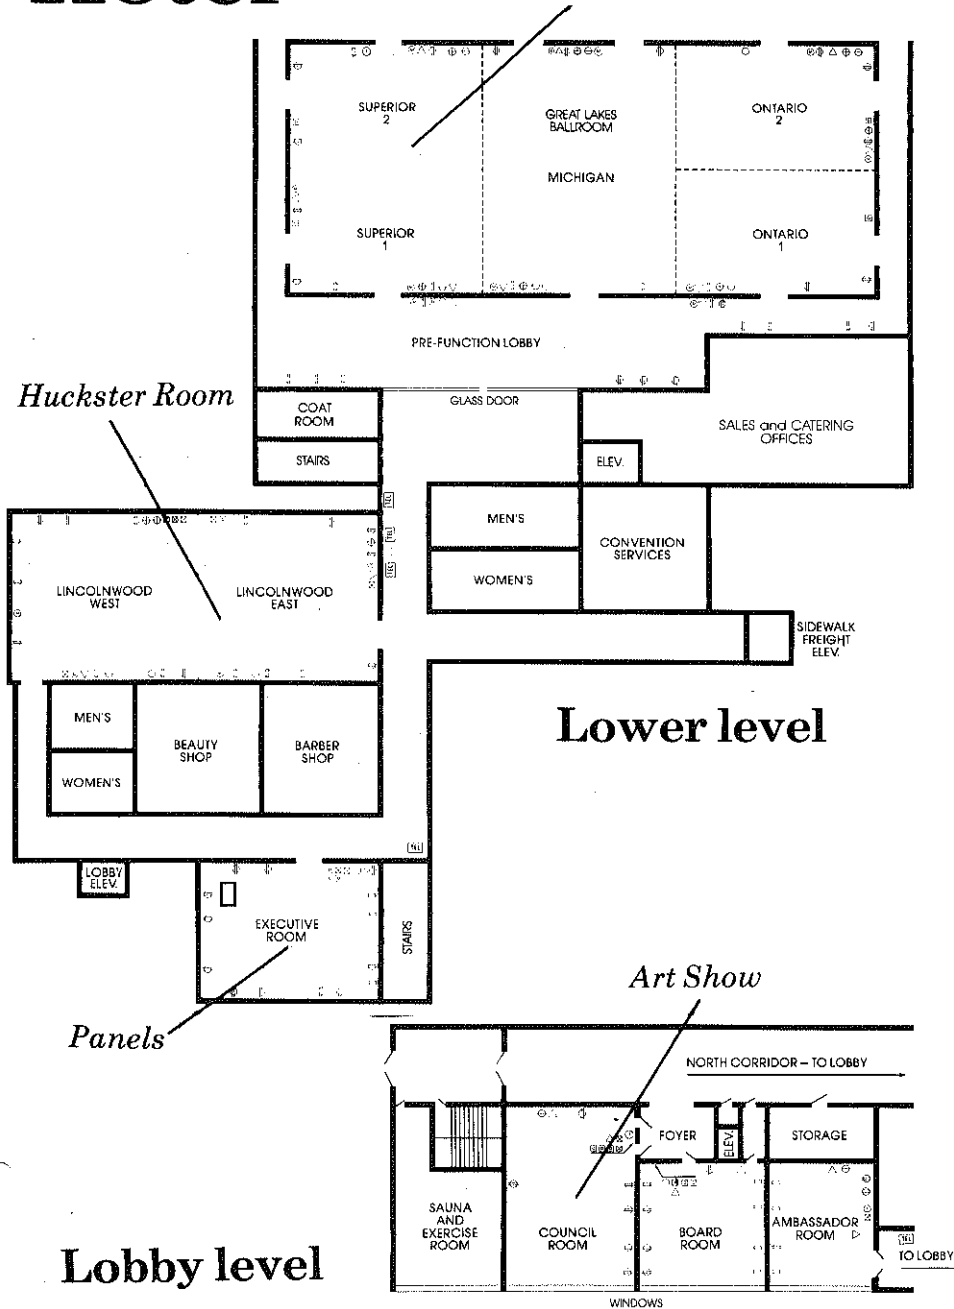 SUPERIOR
2
GREAT LAKES
BALLROOM
ONTARIO
2
MICHIGAN
SUPERIOR
1
ONTARIO
1
PRE-FUNCTION LOBBY
Huckster Room
GLASS DOOR
COAT
ROOM
SALES and CATERING
OFFICES
STAIRS
ELEV.
MEN'S
CONVENTION
SERVICES
WOMEN'S
LINCOLNWOOD
WEST
LINCOLNWOOD
EAST
SIDEWALK
FREIGHT
ELEV.
Lower level
MEN'S
BEAUTY
SHOP
BARBER
SHOP
WOMEN'S
TEL
LOBBY
ELEV.
EXECUTIVE
ROOM
STAIRS
Panels
Art Show
NORTH CORRIDOR – TO LOBBY
FOYER
ELEV.
STORAGE
SAUNA
AND
EXERCISE
ROOM
COUNCIL
ROOM
BOARD
ROOM
AMBASSADOR
ROOM
TEL
TO LOBBY
Lobby level
WINDOWS